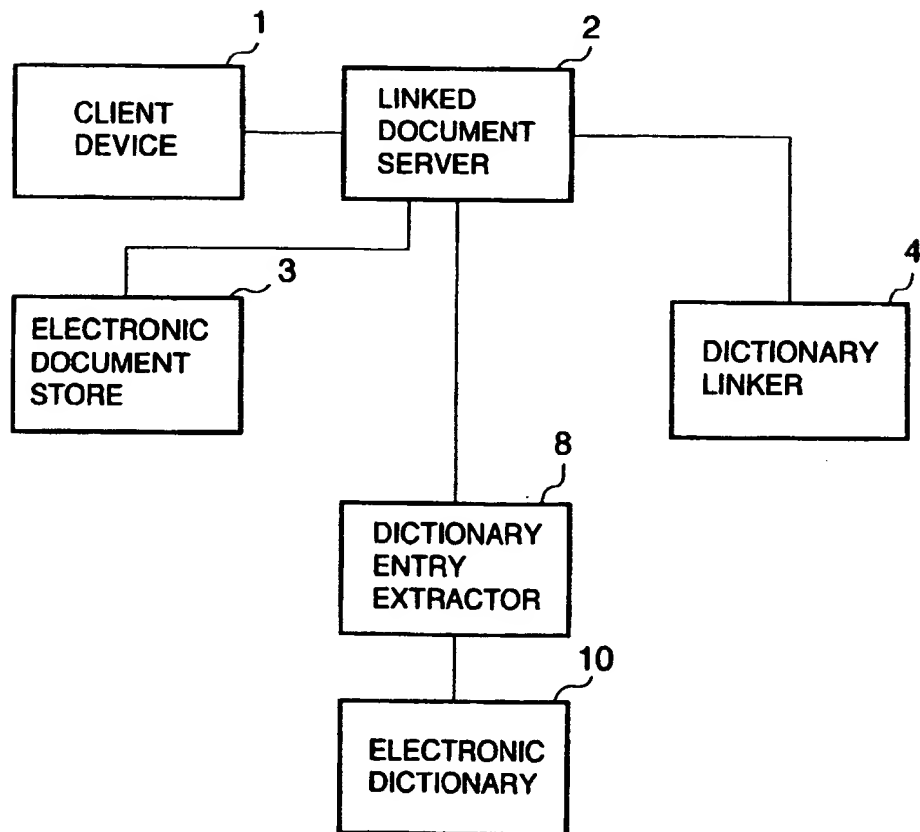 1
CLIENT
DEVICE
2
LINKED
DOCUMENT
SERVER
3
ELECTRONIC
DOCUMENT
STORE
4
DICTIONARY
LINKER
8
DICTIONARY
ENTRY
EXTRACTOR
10
ELECTRONIC
DICTIONARY